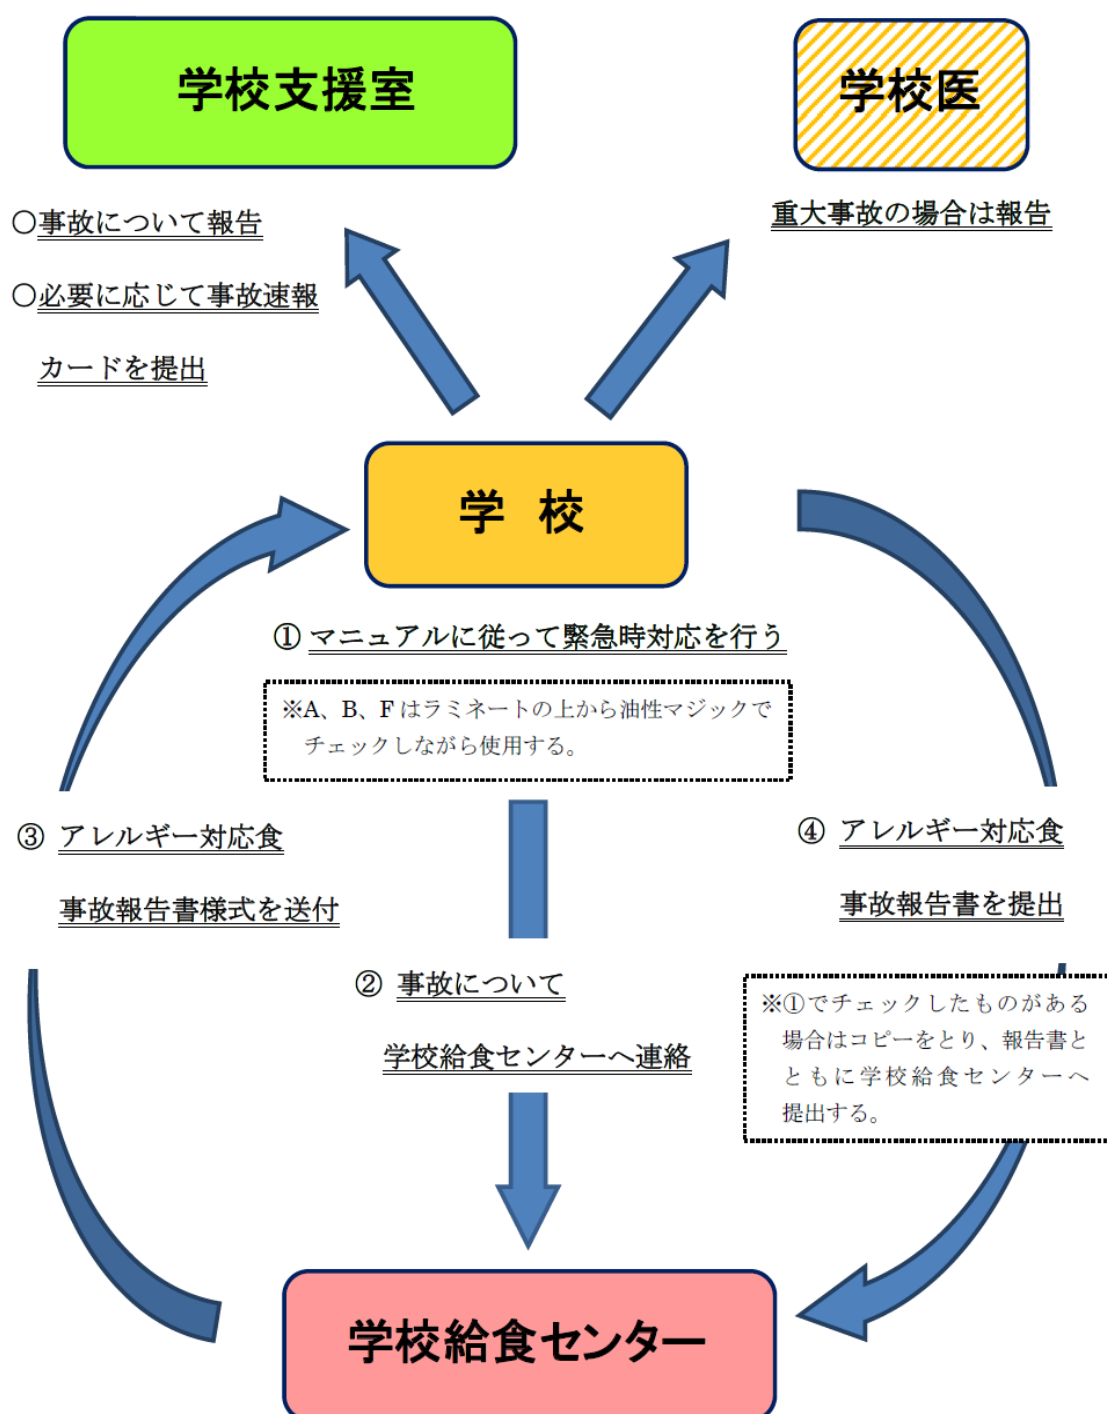 学校支援室
学校医
〇事故について報告
〇必要に応じて事故速報
カードを提出
重大事故の場合は報告
学 校
① マニュアルに従って緊急時対応を行う
※A、B、F はラミネートの上から油性マジックで
チェックしながら使用する。
③ アレルギー対応食
事故報告書様式を送付
④ アレルギー対応食
事故報告書を提出
② 事故について
学校給食センターへ連絡
※①でチェックしたものがある
場合はコピーをとり、報告書と
ともに学校給食センターへ
提出する。
学校給食センター